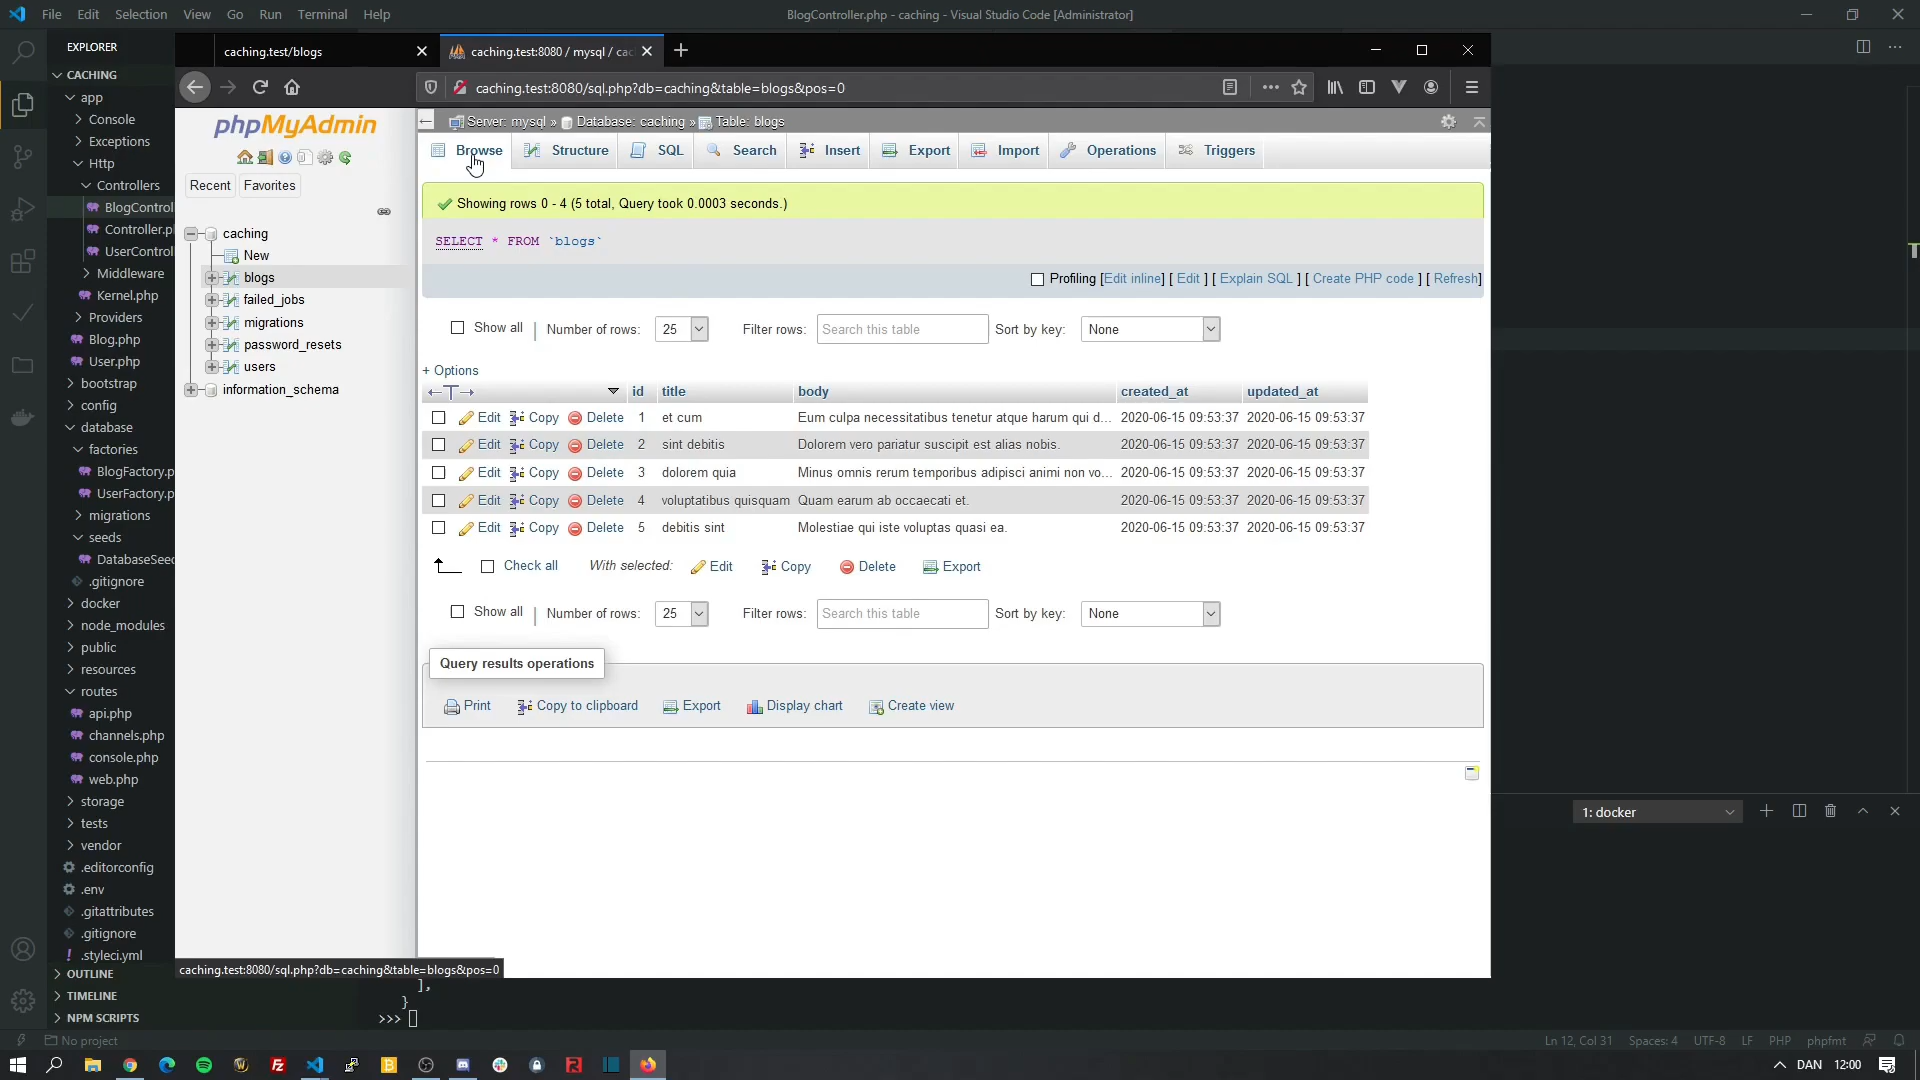 File Edit Selection View Go Run Terminal Help
BlogController.php - caching - Visual Studio Code [Administrator]
EXPLORER
CACHING
app
Console
Exceptions
Http
Controllers
BlogControl
Controller.p
UserControl
Middleware
Kernel.php
Providers
Blog.php
User.php
bootstrap
config
database
factories
BlogFactory.p
UserFactory.p
migrations
seeds
DatabaseSeed
.gitignore
docker
node_modules
public
resources
routes
api.php
channels.php
console.php
web.php
storage
tests
vendor
.editorconfig
.env
.gitattributes
.gitignore
.styleci.yml
OUTLINE
TIMELINE
NPM SCRIPTS
caching.test/blogs
caching.test:8080 / mysql / cac
caching.test:8080/sql.php?db=caching&table=blogs&pos=0
phpMyAdmin
Recent Favorites
caching
New
blogs
failed_jobs
migrations
password_resets
users
information_schema
Server: mysql » Database: caching » Table: blogs
Browse Structure SQL Search Insert Export Import Operations Triggers
Showing rows 0 - 4 (5 total, Query took 0.0003 seconds.)
SELECT * FROM `blogs`
Profiling [Edit inline] [ Edit ] [ Explain SQL ] [ Create PHP code ] [ Refresh]
Show all | Number of rows: 25 Filter rows: Search this table Sort by key: None
+ Options
←T→ id title body created_at updated_at
Edit Copy Delete 1 et cum Eum culpa necessitatibus tenetur atque harum qui d... 2020-06-15 09:53:37 2020-06-15 09:53:37
Edit Copy Delete 2 sint debitis Dolorem vero pariatur suscipit est alias nobis. 2020-06-15 09:53:37 2020-06-15 09:53:37
Edit Copy Delete 3 dolorem quia Minus omnis rerum temporibus adipisci animi non vo... 2020-06-15 09:53:37 2020-06-15 09:53:37
Edit Copy Delete 4 voluptatibus quisquam Quam earum ab occaecati et. 2020-06-15 09:53:37 2020-06-15 09:53:37
Edit Copy Delete 5 debitis sint Molestiae qui iste voluptas quasi ea. 2020-06-15 09:53:37 2020-06-15 09:53:37
Check all With selected: Edit Copy Delete Export
Show all | Number of rows: 25 Filter rows: Search this table Sort by key: None
Query results operations
Print Copy to clipboard Export Display chart Create view
caching.test:8080/sql.php?db=caching&table=blogs&pos=0
1: docker
],
}
>>>
No project
Ln 12, Col 31 Spaces: 4 UTF-8 LF PHP phpfmt
DAN 12:00